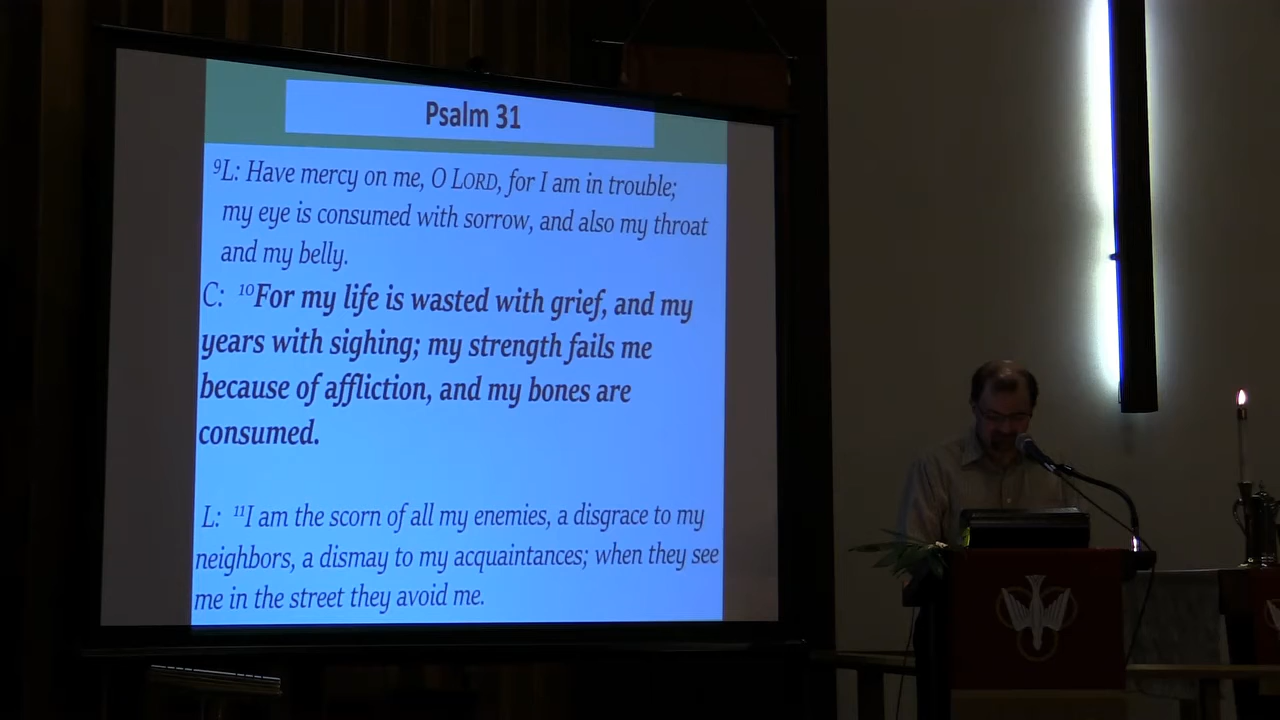 Psalm 31
⁹L: Have mercy on me, O LORD, for I am in trouble;
my eye is consumed with sorrow, and also my throat
and my belly.
C: ¹⁰For my life is wasted with grief, and my
years with sighing; my strength fails me
because of affliction, and my bones are
consumed.
L: ¹¹I am the scorn of all my enemies, a disgrace to my
neighbors, a dismay to my acquaintances; when they see
me in the street they avoid me.